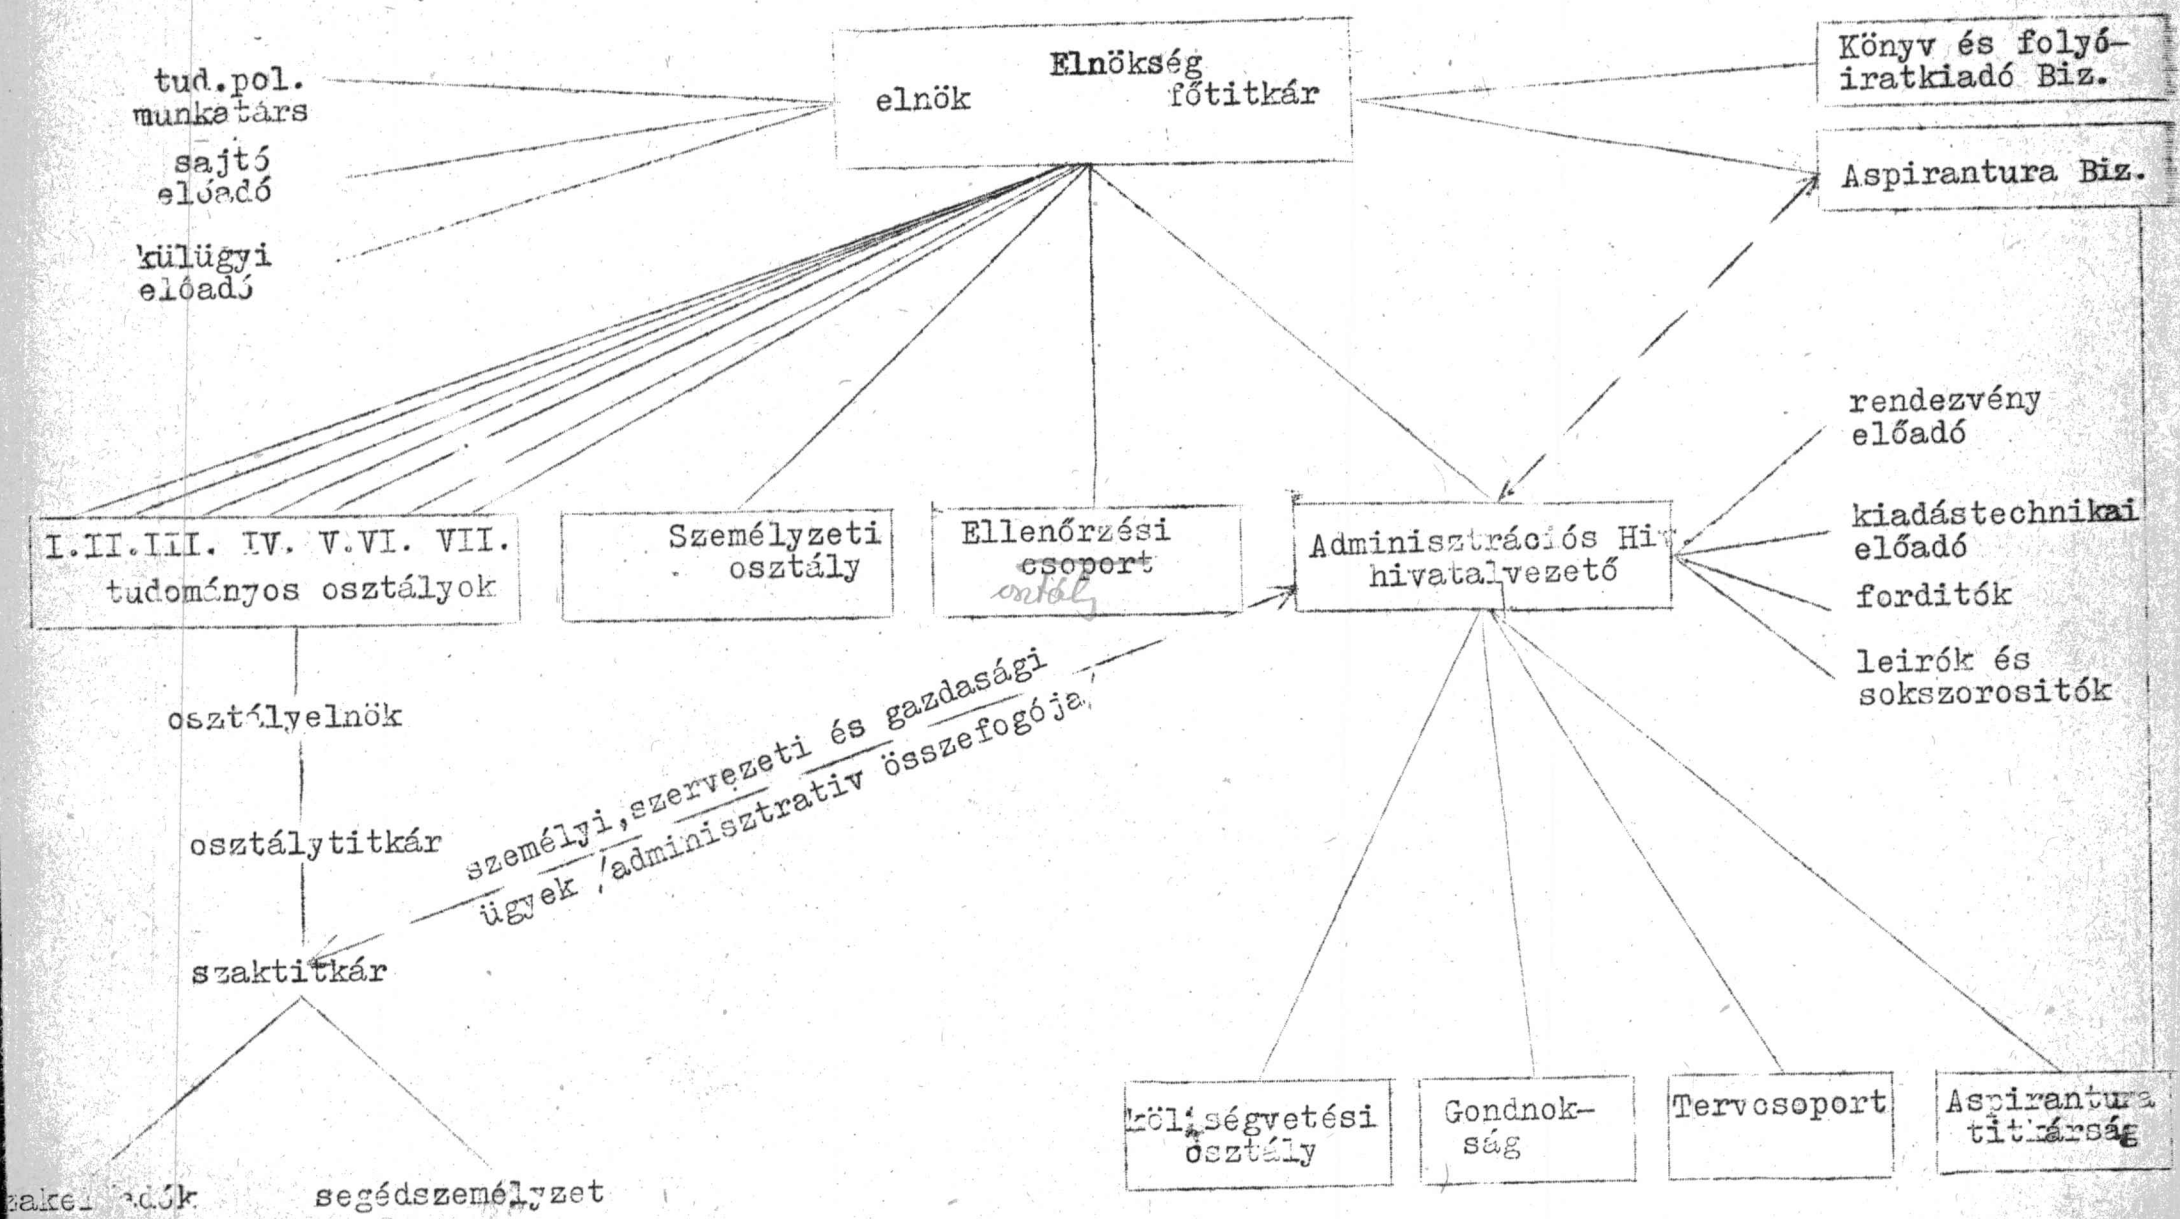 Elnökség
elnök főtitkár
tud.pol.
munkatárs
sajtó
előadó
külügyi
előadó
Könyv és folyó-
iratkiadó Biz.
Aspirantura Biz.
I.II.III. IV. V.VI. VII.
tudományos osztályok
Személyzeti
osztály
Ellenőrzési
csoport
osztály
Adminisztrációs
hivatalvezető
rendezvény
előadó
kiadástechnikai
előadó
forditók
leirók és
sokszorositók
osztályelnök
osztálytitkár
szaktitkár
személyi,szervezeti és gazdasági
ügyek /adminisztrativ összefogója/
segédszemélyzet
költségvetési
osztály
Gondnok-
ság
Tervcsoport
Aspirantura
titkárság